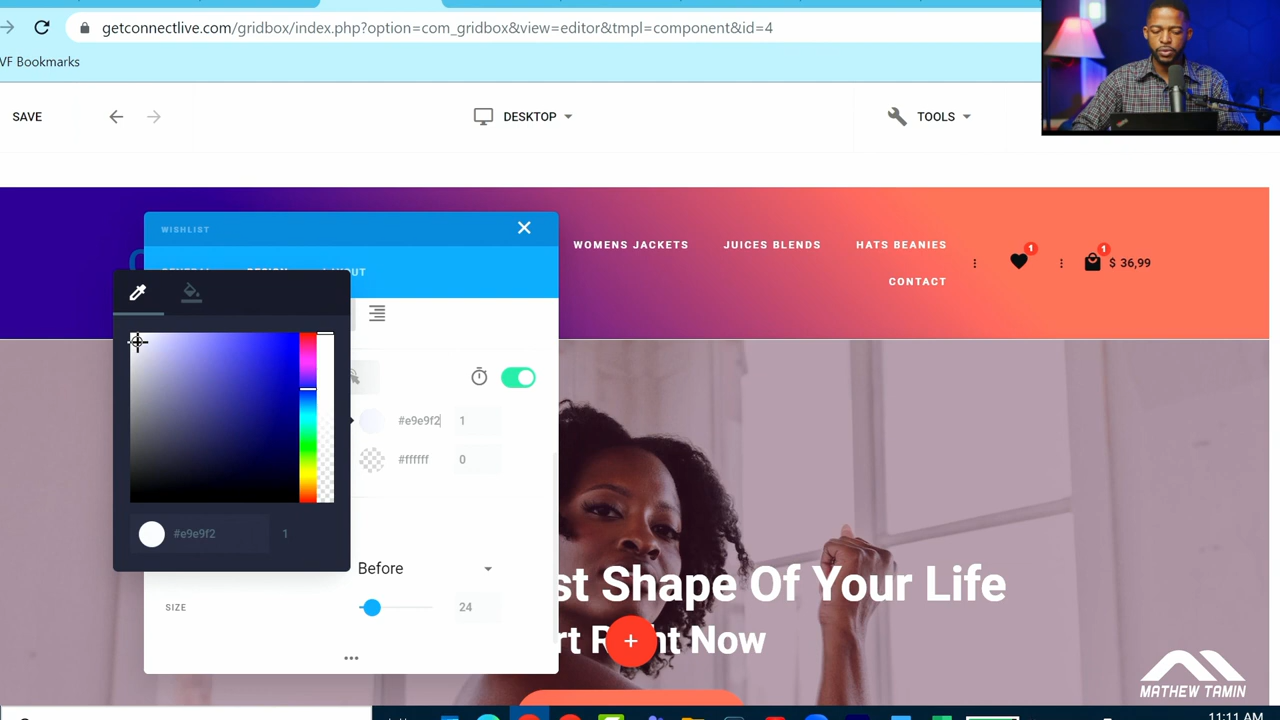 getconnectlive.com/gridbox/index.php?option=com_gridbox&view=editor&tmpl=component&id=4
VF Bookmarks
SAVE
DESKTOP
TOOLS
WISHLIST
WOMENS JACKETS
JUICES BLENDS
HATS BEANIES
CONTACT
1
1
$ 36,99
#e9e9f2
1
#ffffff
0
#e9e9f2
1
Before
SIZE
24
st Shape Of Your Life
rt R
ht Now
MATHEW TAMIN
11:11 AM